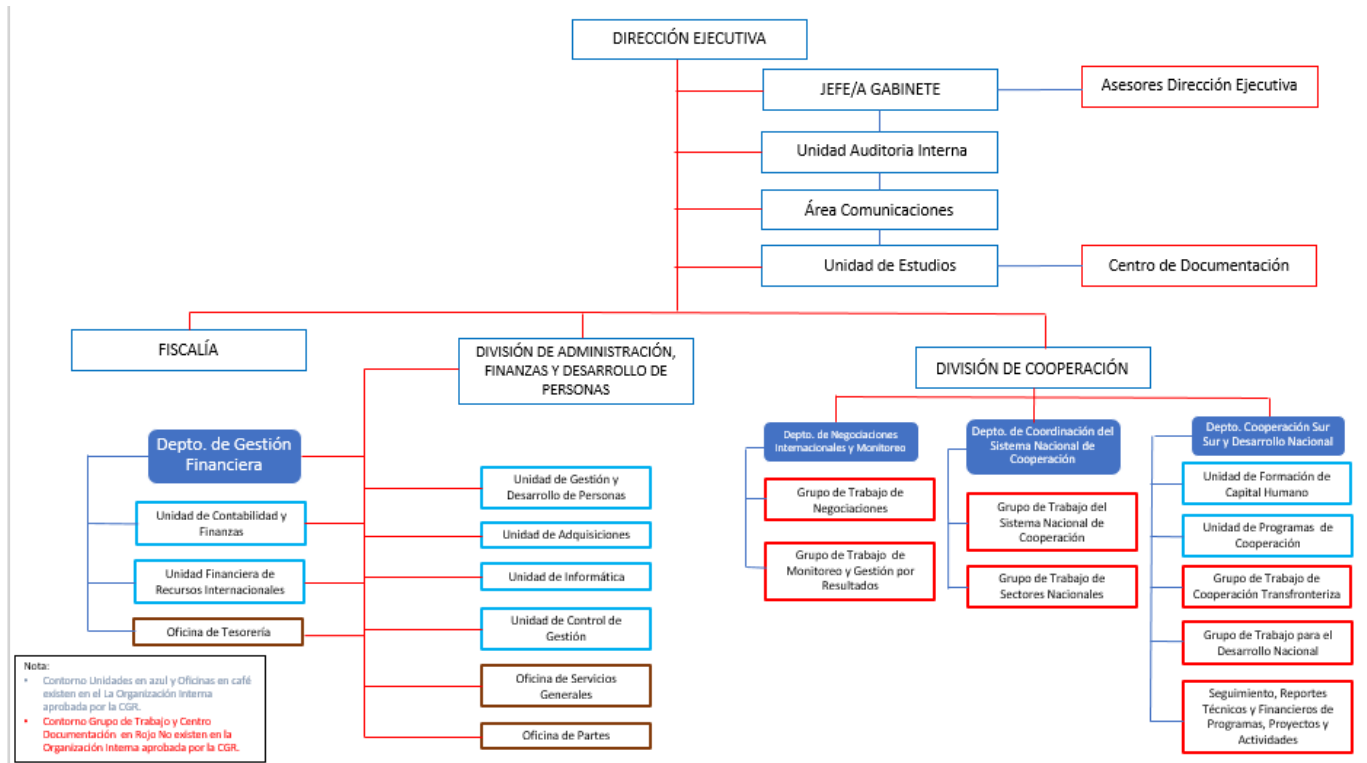 DIRECCIÓN EJECUTIVA
JEFE/A GABINETE
Asesores Dirección Ejecutiva
Unidad Auditoria Interna
Área Comunicaciones
Unidad de Estudios
Centro de Documentación
FISCALÍA
DIVISIÓN DE ADMINISTRACIÓN,
FINANZAS Y DESARROLLO DE
PERSONAS
DIVISIÓN DE COOPERACIÓN
Depto. de Gestión
Financiera
Unidad de Contabilidad y
Finanzas
Unidad Financiera de
Recursos Internacionales
Oficina de Tesorería
Unidad de Gestión y
Desarrollo de Personas
Unidad de Adquisiciones
Unidad de Informática
Unidad de Control de
Gestión
Oficina de Servicios
Generales
Oficina de Partes
Depto. de Negociaciones
Internacionales y Monitoreo
Grupo de Trabajo de
Negociaciones
Grupo de Trabajo de
Monitoreo y Gestión por
Resultados
Depto. de Coordinación del
Sistema Nacional de
Cooperación
Grupo de Trabajo del
Sistema Nacional de
Cooperación
Grupo de Trabajo de
Sectores Nacionales
Depto. Cooperación Sur
Sur y Desarrollo Nacional
Unidad de Formación de
Capital Humano
Unidad de Programas de
Cooperación
Grupo de Trabajo de
Cooperación Transfronteriza
Grupo de Trabajo para el
Desarrollo Nacional
Seguimiento, Reportes
Técnicos y Financieros de
Programas, Proyectos y
Actividades
Nota:
• Contorno Unidades en azul y Oficinas en café
existen en el La Organización Interna
aprobada por la CGR.
• Contorno Grupo de Trabajo y Centro
Documentación en Rojo No existen en la
Organización Interna aprobada por la CGR.